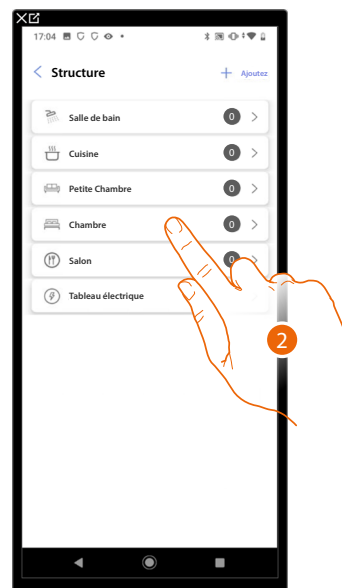 17:04
Structure
Ajoutez
Salle de bain 0
Cuisine 0
Petite Chambre 0
Chambre 0
Salon 0
Tableau électrique
2